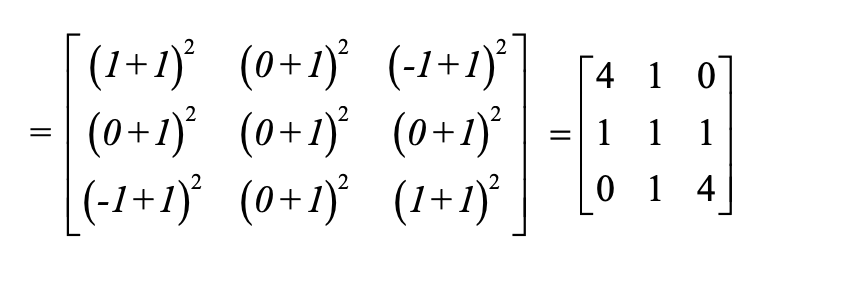 = [ (1+1)² (0+1)² (-1+1)² ] = [ 4 1 0 ]
[ (0+1)² (0+1)² (0+1)² ] [ 1 1 1 ]
[ (-1+1)² (0+1)² (1+1)² ] [ 0 1 4 ]